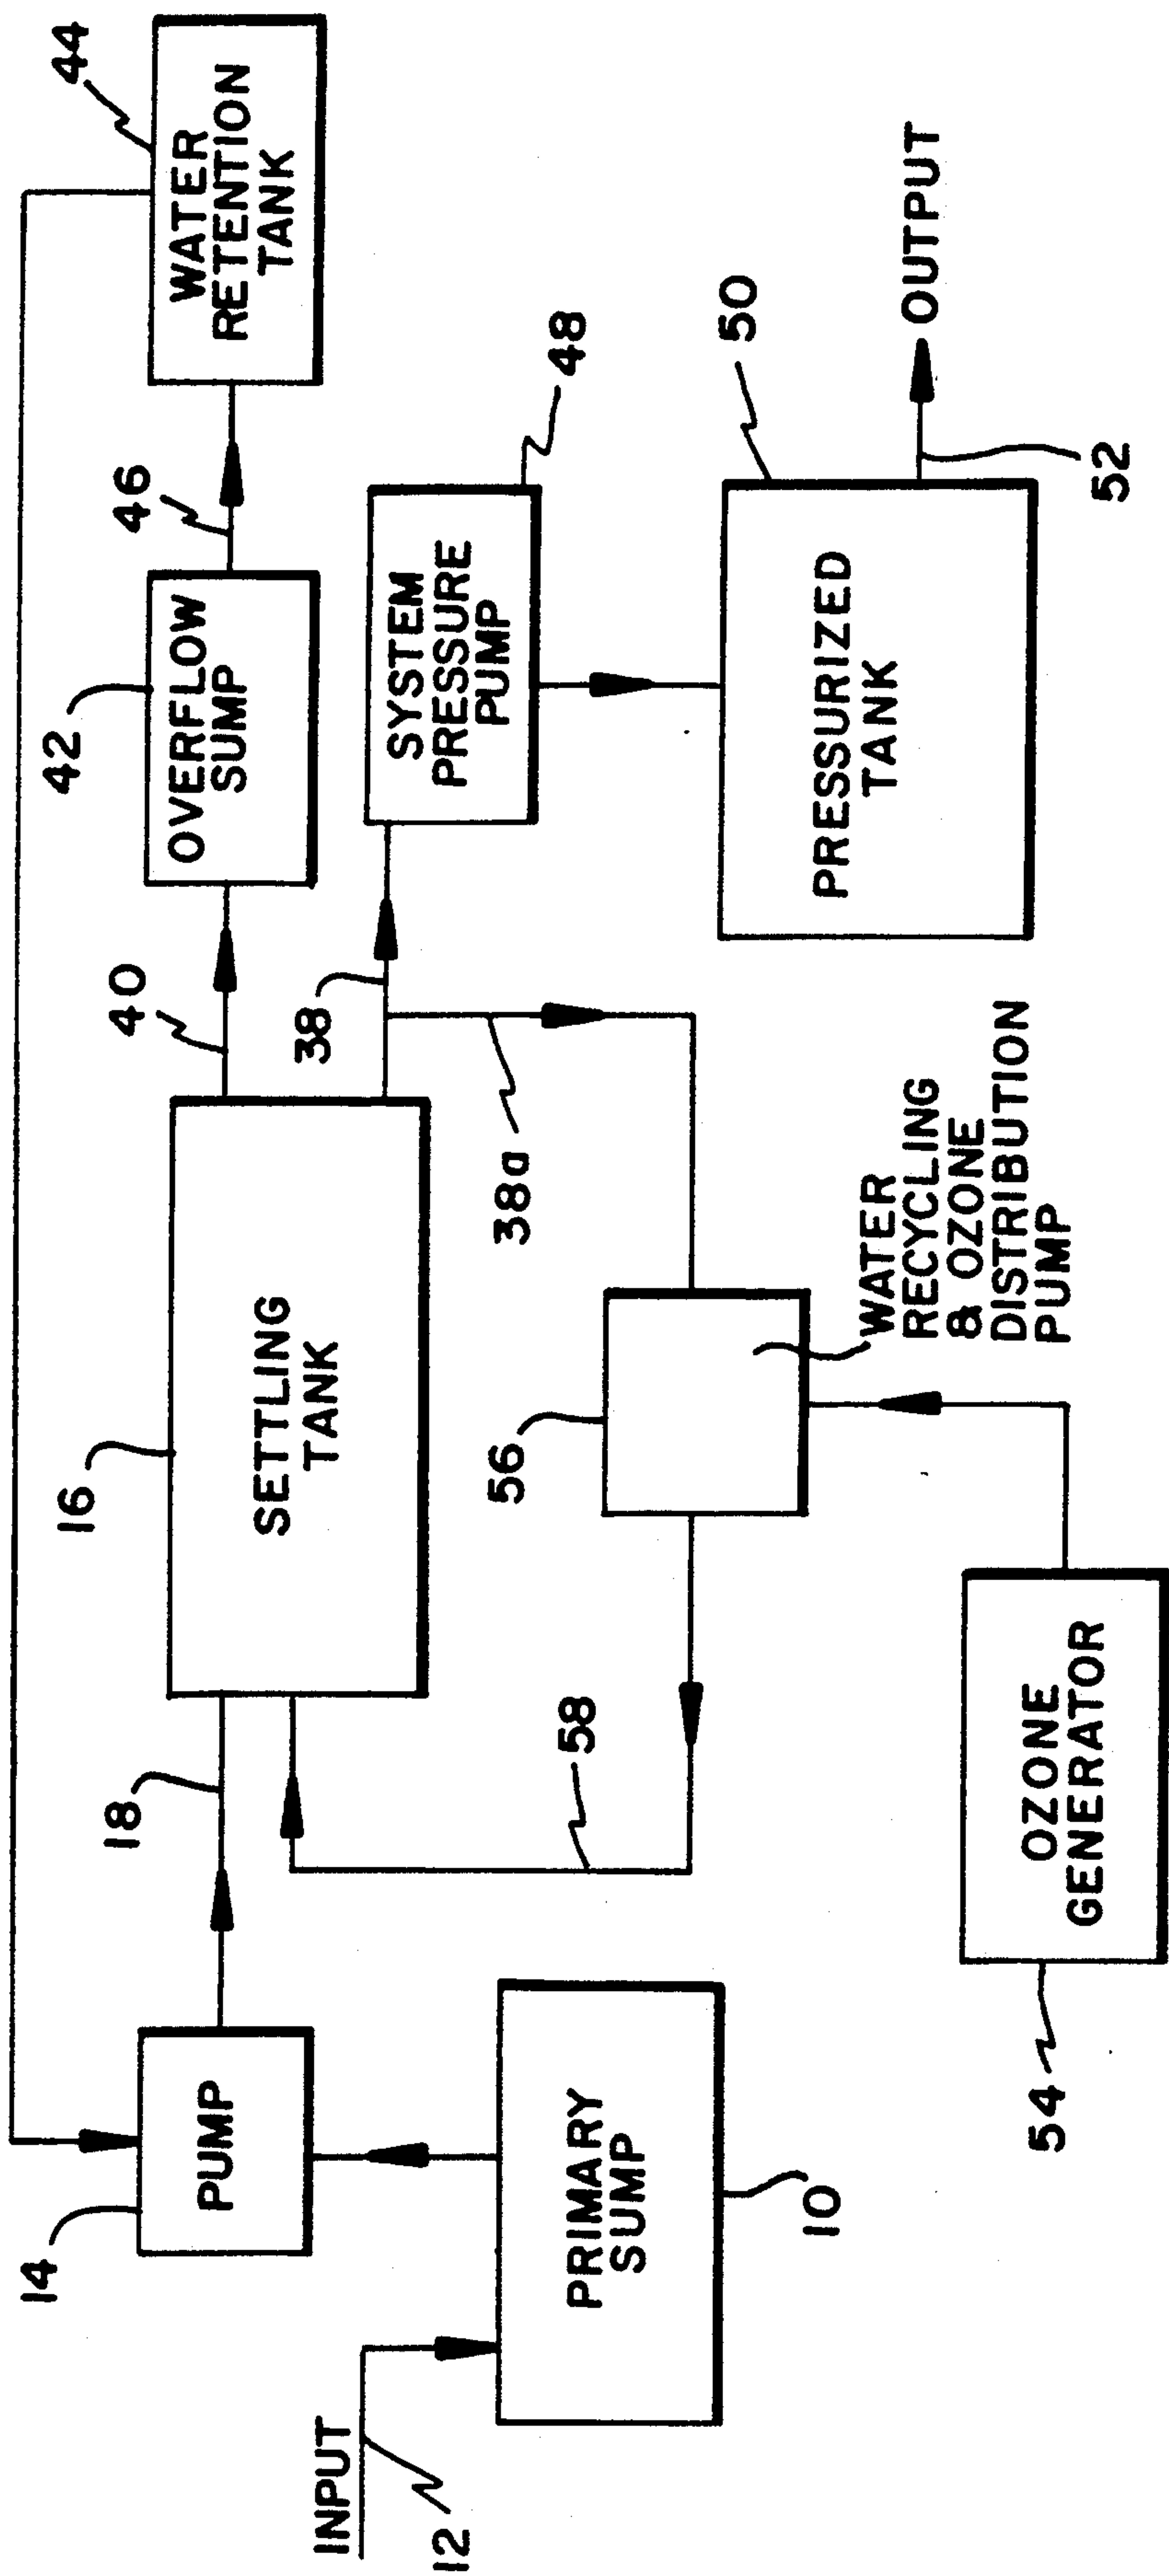 44
WATER
RETENTION
TANK
46
42
OVERFLOW
SUMP
40
16
SETTLING
TANK
18
14
PUMP
38
48
SYSTEM
PRESSURE
PUMP
38a
50
PRESSURIZED
TANK
OUTPUT
52
56
WATER
RECYCLING
& OZONE
DISTRIBUTION
PUMP
58
INPUT
12
PRIMARY
SUMP
10
54
OZONE
GENERATOR